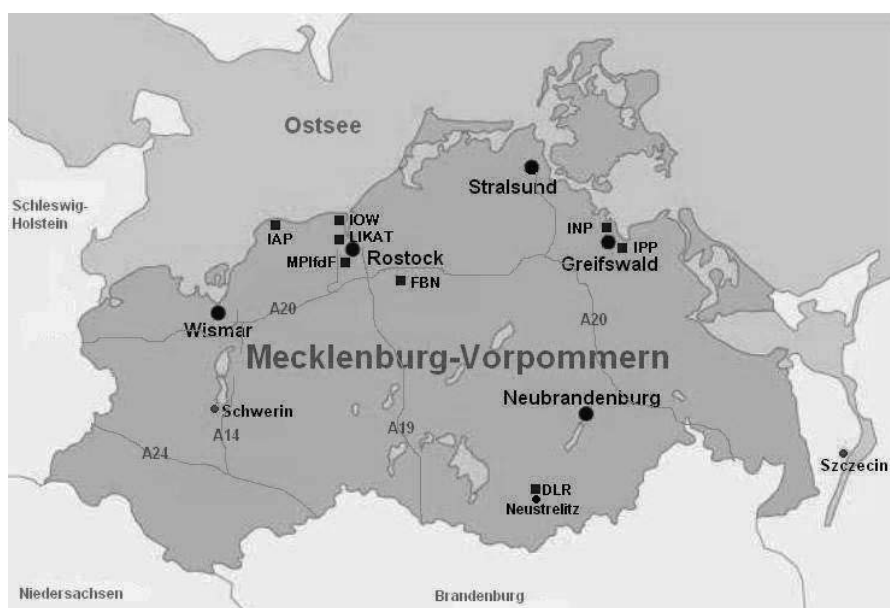 Ostsee
Stralsund
Schleswig-
Holstein
IOW
IAP
LIKAT
INP
MPIfdF
Rostock
IPP
Greifswald
FBN
A20
Wismar
A20
Mecklenburg-Vorpommern
Neubrandenburg
Schwerin
A14
A19
A24
Szczecin
DLR
Neustrelitz
Niedersachsen
Brandenburg